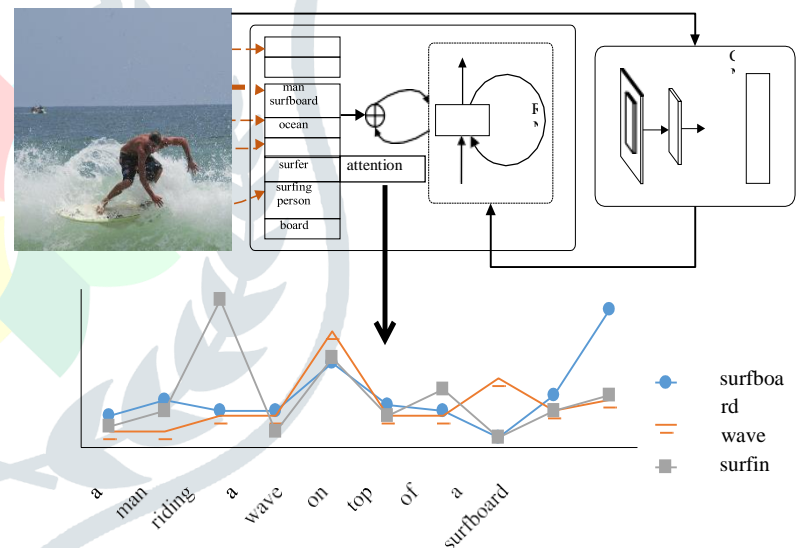 man
surfboard
ocean
surfer
attention
surfing
person
board
surfboa
rd
wave
surfin
a
man
riding
a
wave
on
top
of
a
surfboard